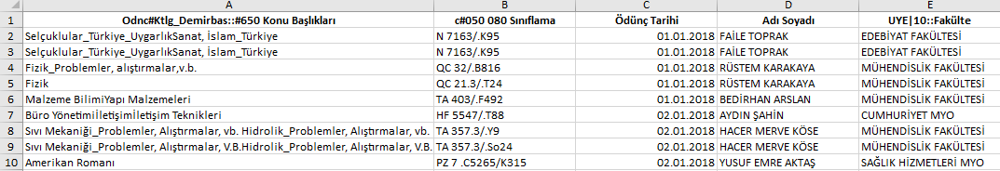 A B C D E
1 Odnc#Ktlg_Demirbas::#650 Konu Başlıkları c#050 080 Sınıflama Ödünç Tarihi Adı Soyadı UYE|10::Fakülte
2 Selçuklular_Türkiye_UygarlıkSanat, İslam_Türkiye N 7163/.K95 01.01.2018 FAİLE TOPRAK EDEBİYAT FAKÜLTESİ
3 Selçuklular_Türkiye_UygarlıkSanat, İslam_Türkiye N 7163/.K95 01.01.2018 FAİLE TOPRAK EDEBİYAT FAKÜLTESİ
4 Fizik_Problemler, alıştırmalar,v.b. QC 32/.B816 01.01.2018 RÜSTEM KARAKAYA MÜHENDİSLİK FAKÜLTESİ
5 Fizik QC 21.3/.T24 01.01.2018 RÜSTEM KARAKAYA MÜHENDİSLİK FAKÜLTESİ
6 Malzeme BilimiYapı Malzemeleri TA 403/.F492 01.01.2018 BEDİRHAN ARSLAN MÜHENDİSLİK FAKÜLTESİ
7 Büro YönetimiİletişimİIetişim Teknikleri HF 5547/.T88 02.01.2018 AYDIN ŞAHİN CUMHURİYET MYO
8 Sıvı Mekaniği_Problemler, Alıştırmalar, vb. Hidrolik_Problemler, Alıştırmalar, vb. TA 357.3/.Y9 02.01.2018 HACER MERVE KÖSE MÜHENDİSLİK FAKÜLTESİ
9 Sıvı Mekaniği_Problemler, Alıştırmalar, V.B.Hidrolik_Problemler, Alıştırmalar, V.B. TA 357.3/.So24 02.01.2018 HACER MERVE KÖSE MÜHENDİSLİK FAKÜLTESİ
10 Amerikan Romanı PZ 7 .C5265/K315 02.01.2018 YUSUF EMRE AKTAŞ SAĞLIK HİZMETLERİ MYO